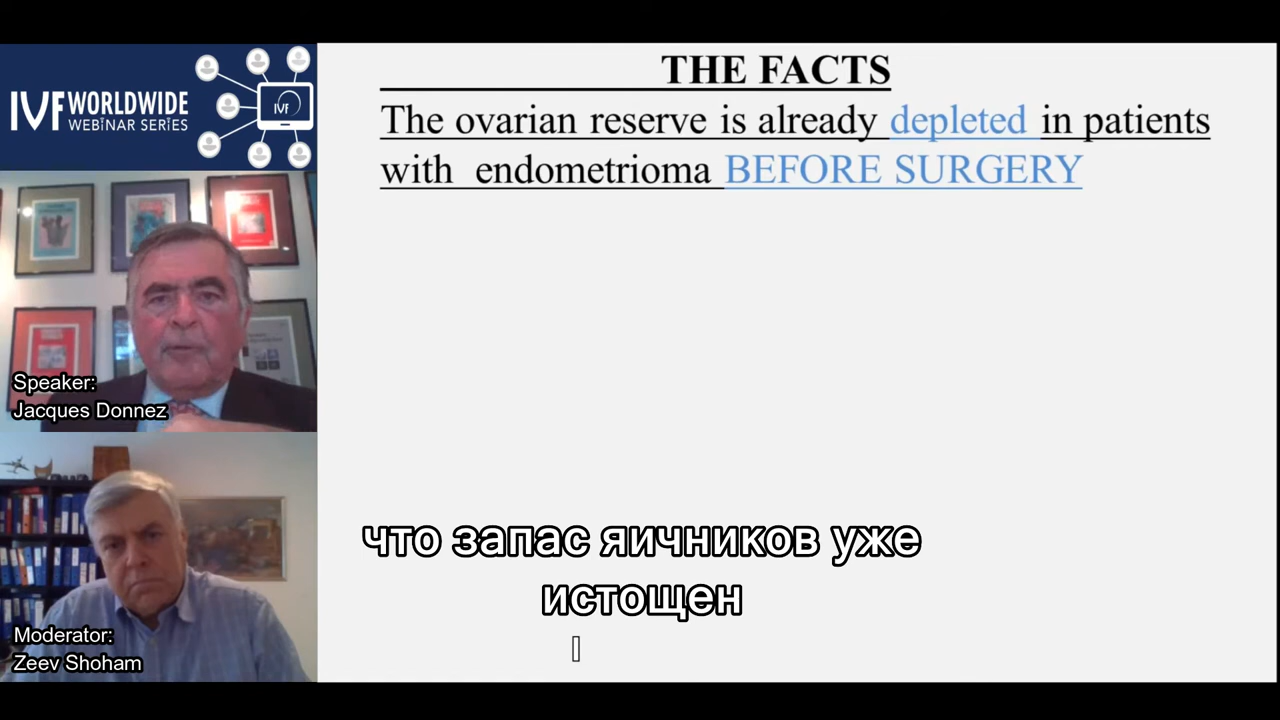 IVF WORLDWIDE
WEBINAR SERIES
IVF
Speaker:
Jacques Donnez
Moderator:
Zeev Shoham
THE FACTS
The ovarian reserve is already depleted in patients
with endometrioma BEFORE SURGERY
что запас яичников уже
истощен